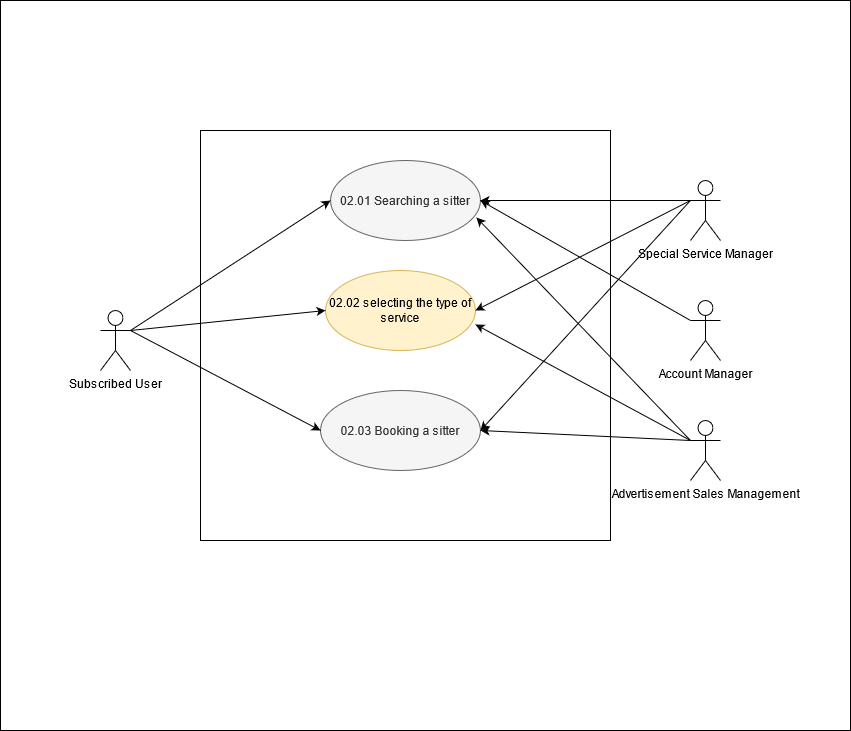 02.01 Searching a sitter
Special Service Manager
02.02 selecting the type of
service
Subscribed User
Account Manager
02.03 Booking a sitter
Advertisement Sales Management